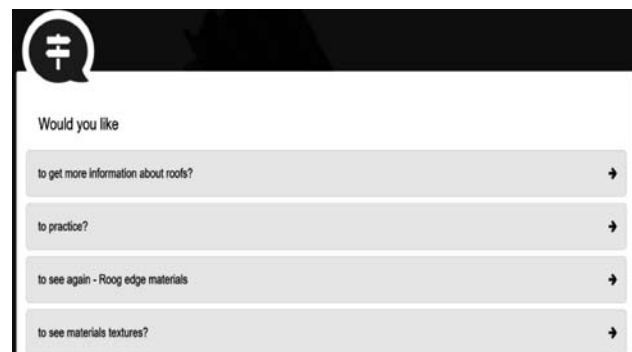 Would you like
to get more information about roofs?
to practice?
to see again - Roog edge materials
to see materials textures?